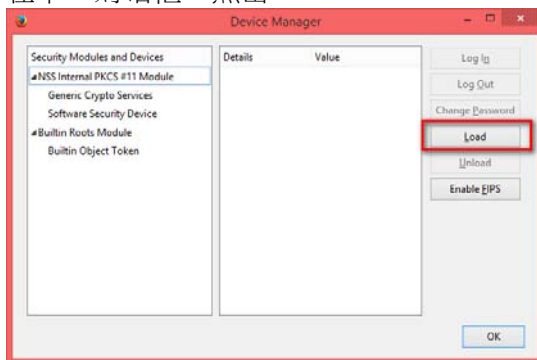 Device Manager
Security Modules and Devices
NSS Internal PKCS #11 Module
Generic Crypto Services
Software Security Device
Builtin Roots Module
Builtin Object Token
Details Value
Log In
Log Out
Change Password
Load
Unload
Enable FIPS
OK